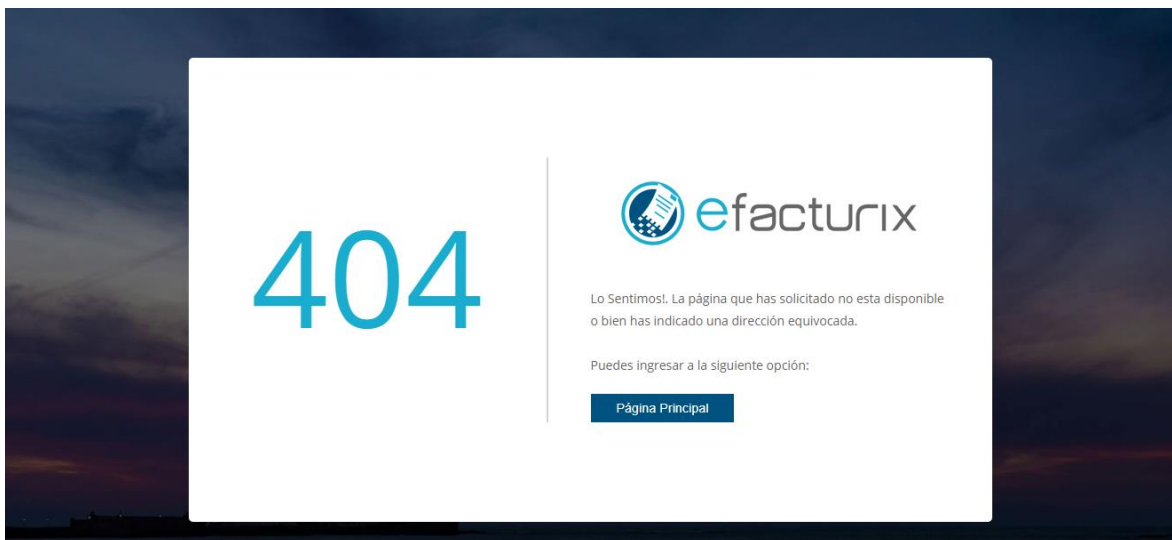 404
efacturix
Lo Sentimos!. La página que has solicitado no esta disponible
o bien has indicado una dirección equivocada.
Puedes ingresar a la siguiente opción:
Página Principal